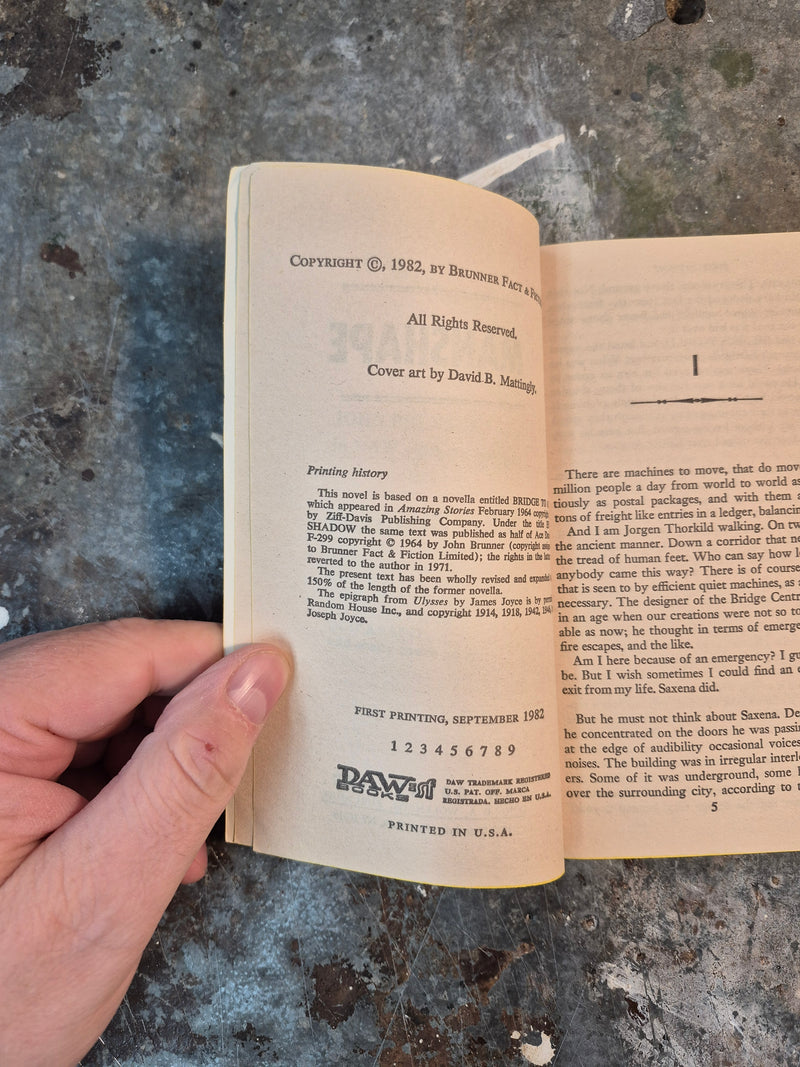 COPYRIGHT ©, 1982, BY BRUNNER FACT &
All Rights Reserved.
Cover art by David B. Mattingly.
Printing history
This novel is based on a novella entitled BRIDGE TO
which appeared in Amazing Stories February 1964
by Ziff-Davis Publishing Company. Under the title
SHADOW the same text was published as half of Ace
F-299 copyright © 1964 by John Brunner (copyright
to Brunner Fact & Fiction Limited); the rights in the
reverted to the author in 1971.
The present text has been wholly revised and expanded
150% of the length of the former novella.
The epigraph from Ulysses by James Joyce is by
Random House Inc., and copyright 1914, 1918, 1942,
Joseph Joyce.
FIRST PRINTING, SEPTEMBER 1982
1 2 3 4 5 6 7 8 9
DAW sf
BOOKS
DAW TRADEMARK REGISTERED
U.S. PAT. OFF. MARCA
REGISTRADA. HECHO EN U.S.A.
PRINTED IN U.S.A.
I
There are machines to move, that do
million people a day from world to world
tiously as postal packages, and with them
tons of freight like entries in a ledger,
And I am Jorgen Thorkild walking. On
the ancient manner. Down a corridor that
the tread of human feet. Who can say how
anybody came this way? There is of course
that is seen to by efficient quiet machines, as
necessary. The designer of the Bridge
in an age when our creations were not so
able as now; he thought in terms of
fire escapes, and the like.
Am I here because of an emergency? I
be. But I wish sometimes I could find an
exit from my life. Saxena did.
But he must not think about Saxena.
he concentrated on the doors he was
at the edge of audibility occasional voices
noises. The building was in irregular
ers. Some of it was underground, some
over the surrounding city, according to
5